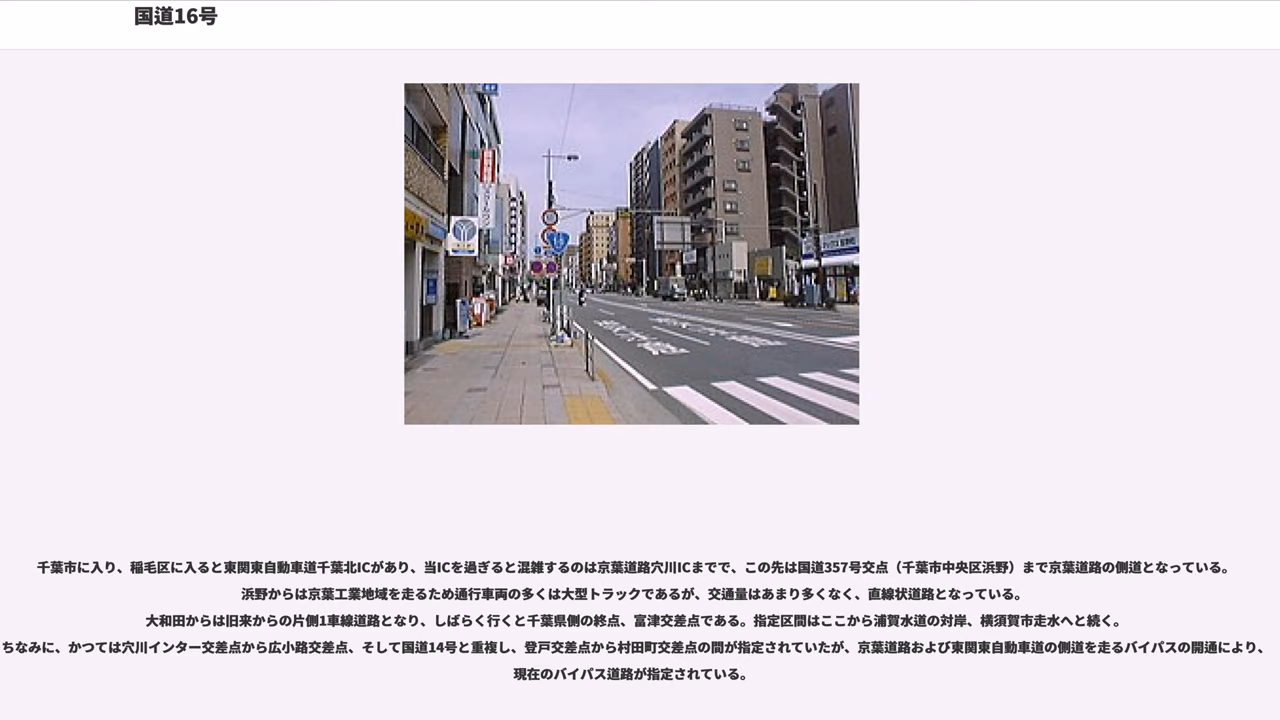 国道16号
千葉市に入り、稲毛区に入ると東関東自動車道千葉北ICがあり、当ICを過ぎると混雑するのは京葉道路穴川ICまでで、この先は国道357号交点（千葉市中央区浜野）まで京葉道路の側道となっている。
浜野からは京葉工業地域を走るため通行車両の多くは大型トラックであるが、交通量はあまり多くなく、直線状道路となっている。
大和田からは旧来からの片側1車線道路となり、しばらく行くと千葉県側の終点、富津交差点である。指定区間はここから浦賀水道の対岸、横須賀市走水へと続く。
ちなみに、かつては穴川インター交差点から広小路交差点、そして国道14号と重複し、登戸交差点から村田町交差点の間が指定されていたが、京葉道路および東関東自動車道の側道を走るバイパスの開通により、
現在のバイパス道路が指定されている。